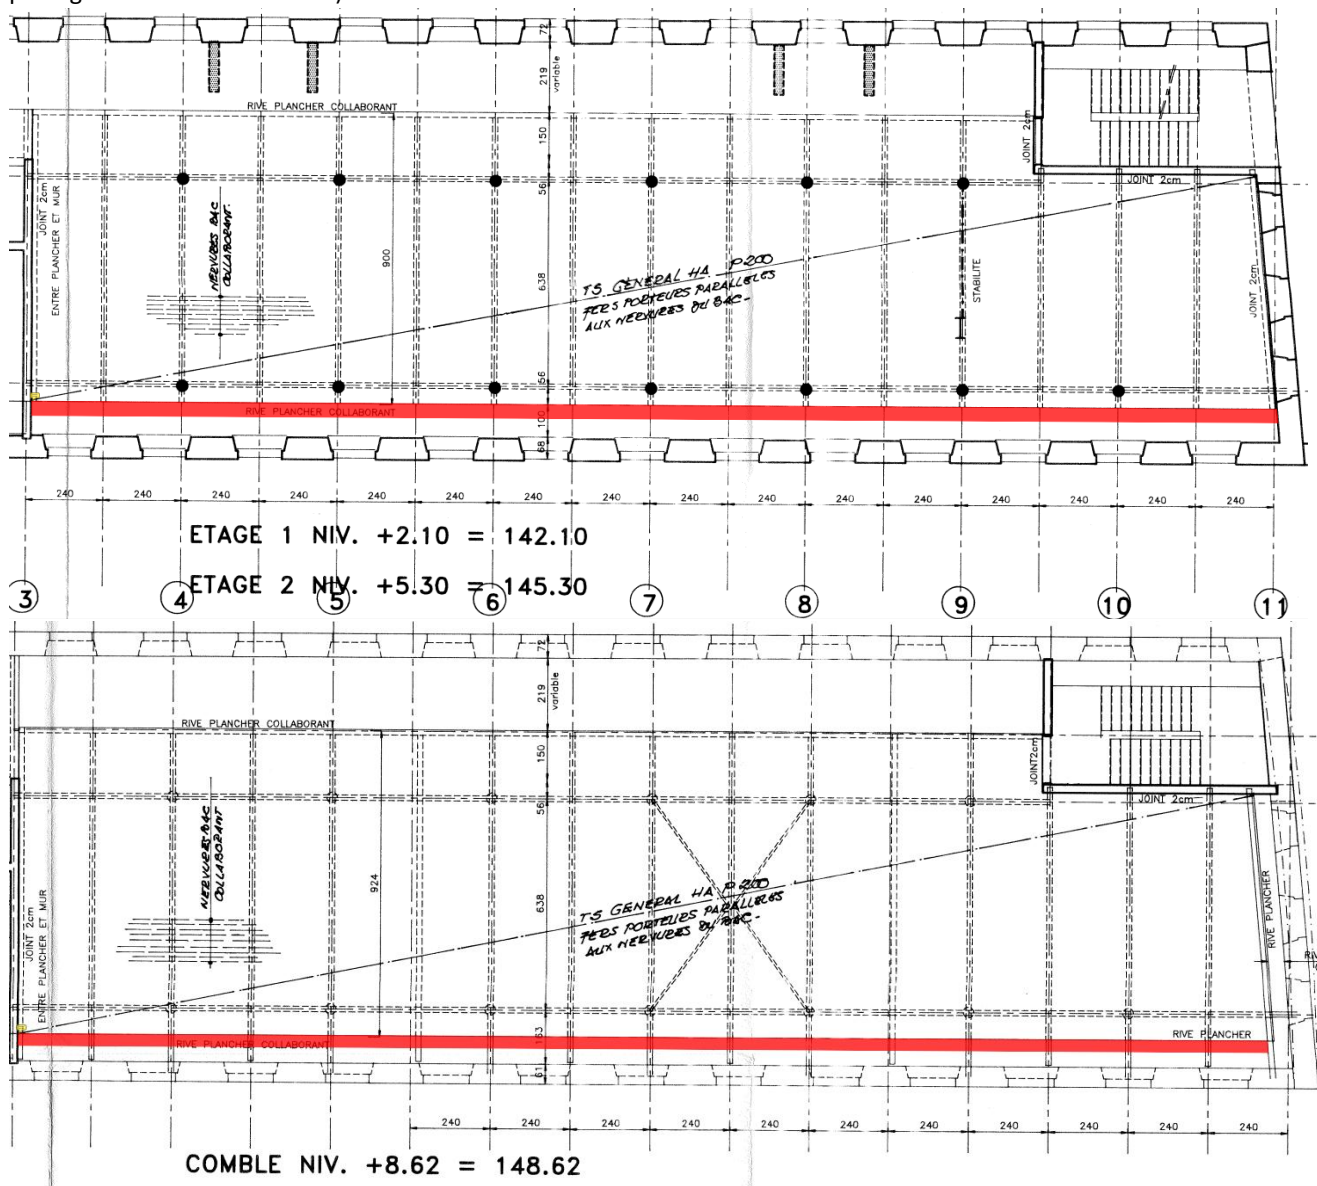 72
219
variable
RIVE PLANCHER COLLABORANT
150
JOINT 2cm
JOINT 2cm
56
JOINT 2cm
ENTRE PLANCHER ET MUR
NERVURES BAC
COLLABORANT.
900
638
TS GENERAL HA P200
FERS PORTEURS PARALLELES
AUX NERVURES DU BAC-
STABILITE
JOINT 2cm
56
RIVE PLANCHER COLLABORANT
100
68
240 240 240 240 240 240 240 240 240 240 240 240 240 240 240 240
ETAGE 1 NIV. +2.10 = 142.10
ETAGE 2 NIV. +5.30 = 145.30
3 4 5 6 7 8 9 10 11
72
219
variable
RIVE PLANCHER COLLABORANT
150
JOINT2cm
JOINT 2cm
56
NERVURES BAC
COLLABORANT
924
638
TS GENERAL HA P200
FERS PORTEURS PARALLELES
AUX NERVURES DU BAC-
JOINT 2cm
ENTRE PLANCHER ET MUR
RIVE PLANCHER
163
RIVE PLANCHER
RIVE PLANCHER COLLABORANT
61
240 240 240 240 240 240 240 240 240 240 240
COMBLE NIV. +8.62 = 148.62